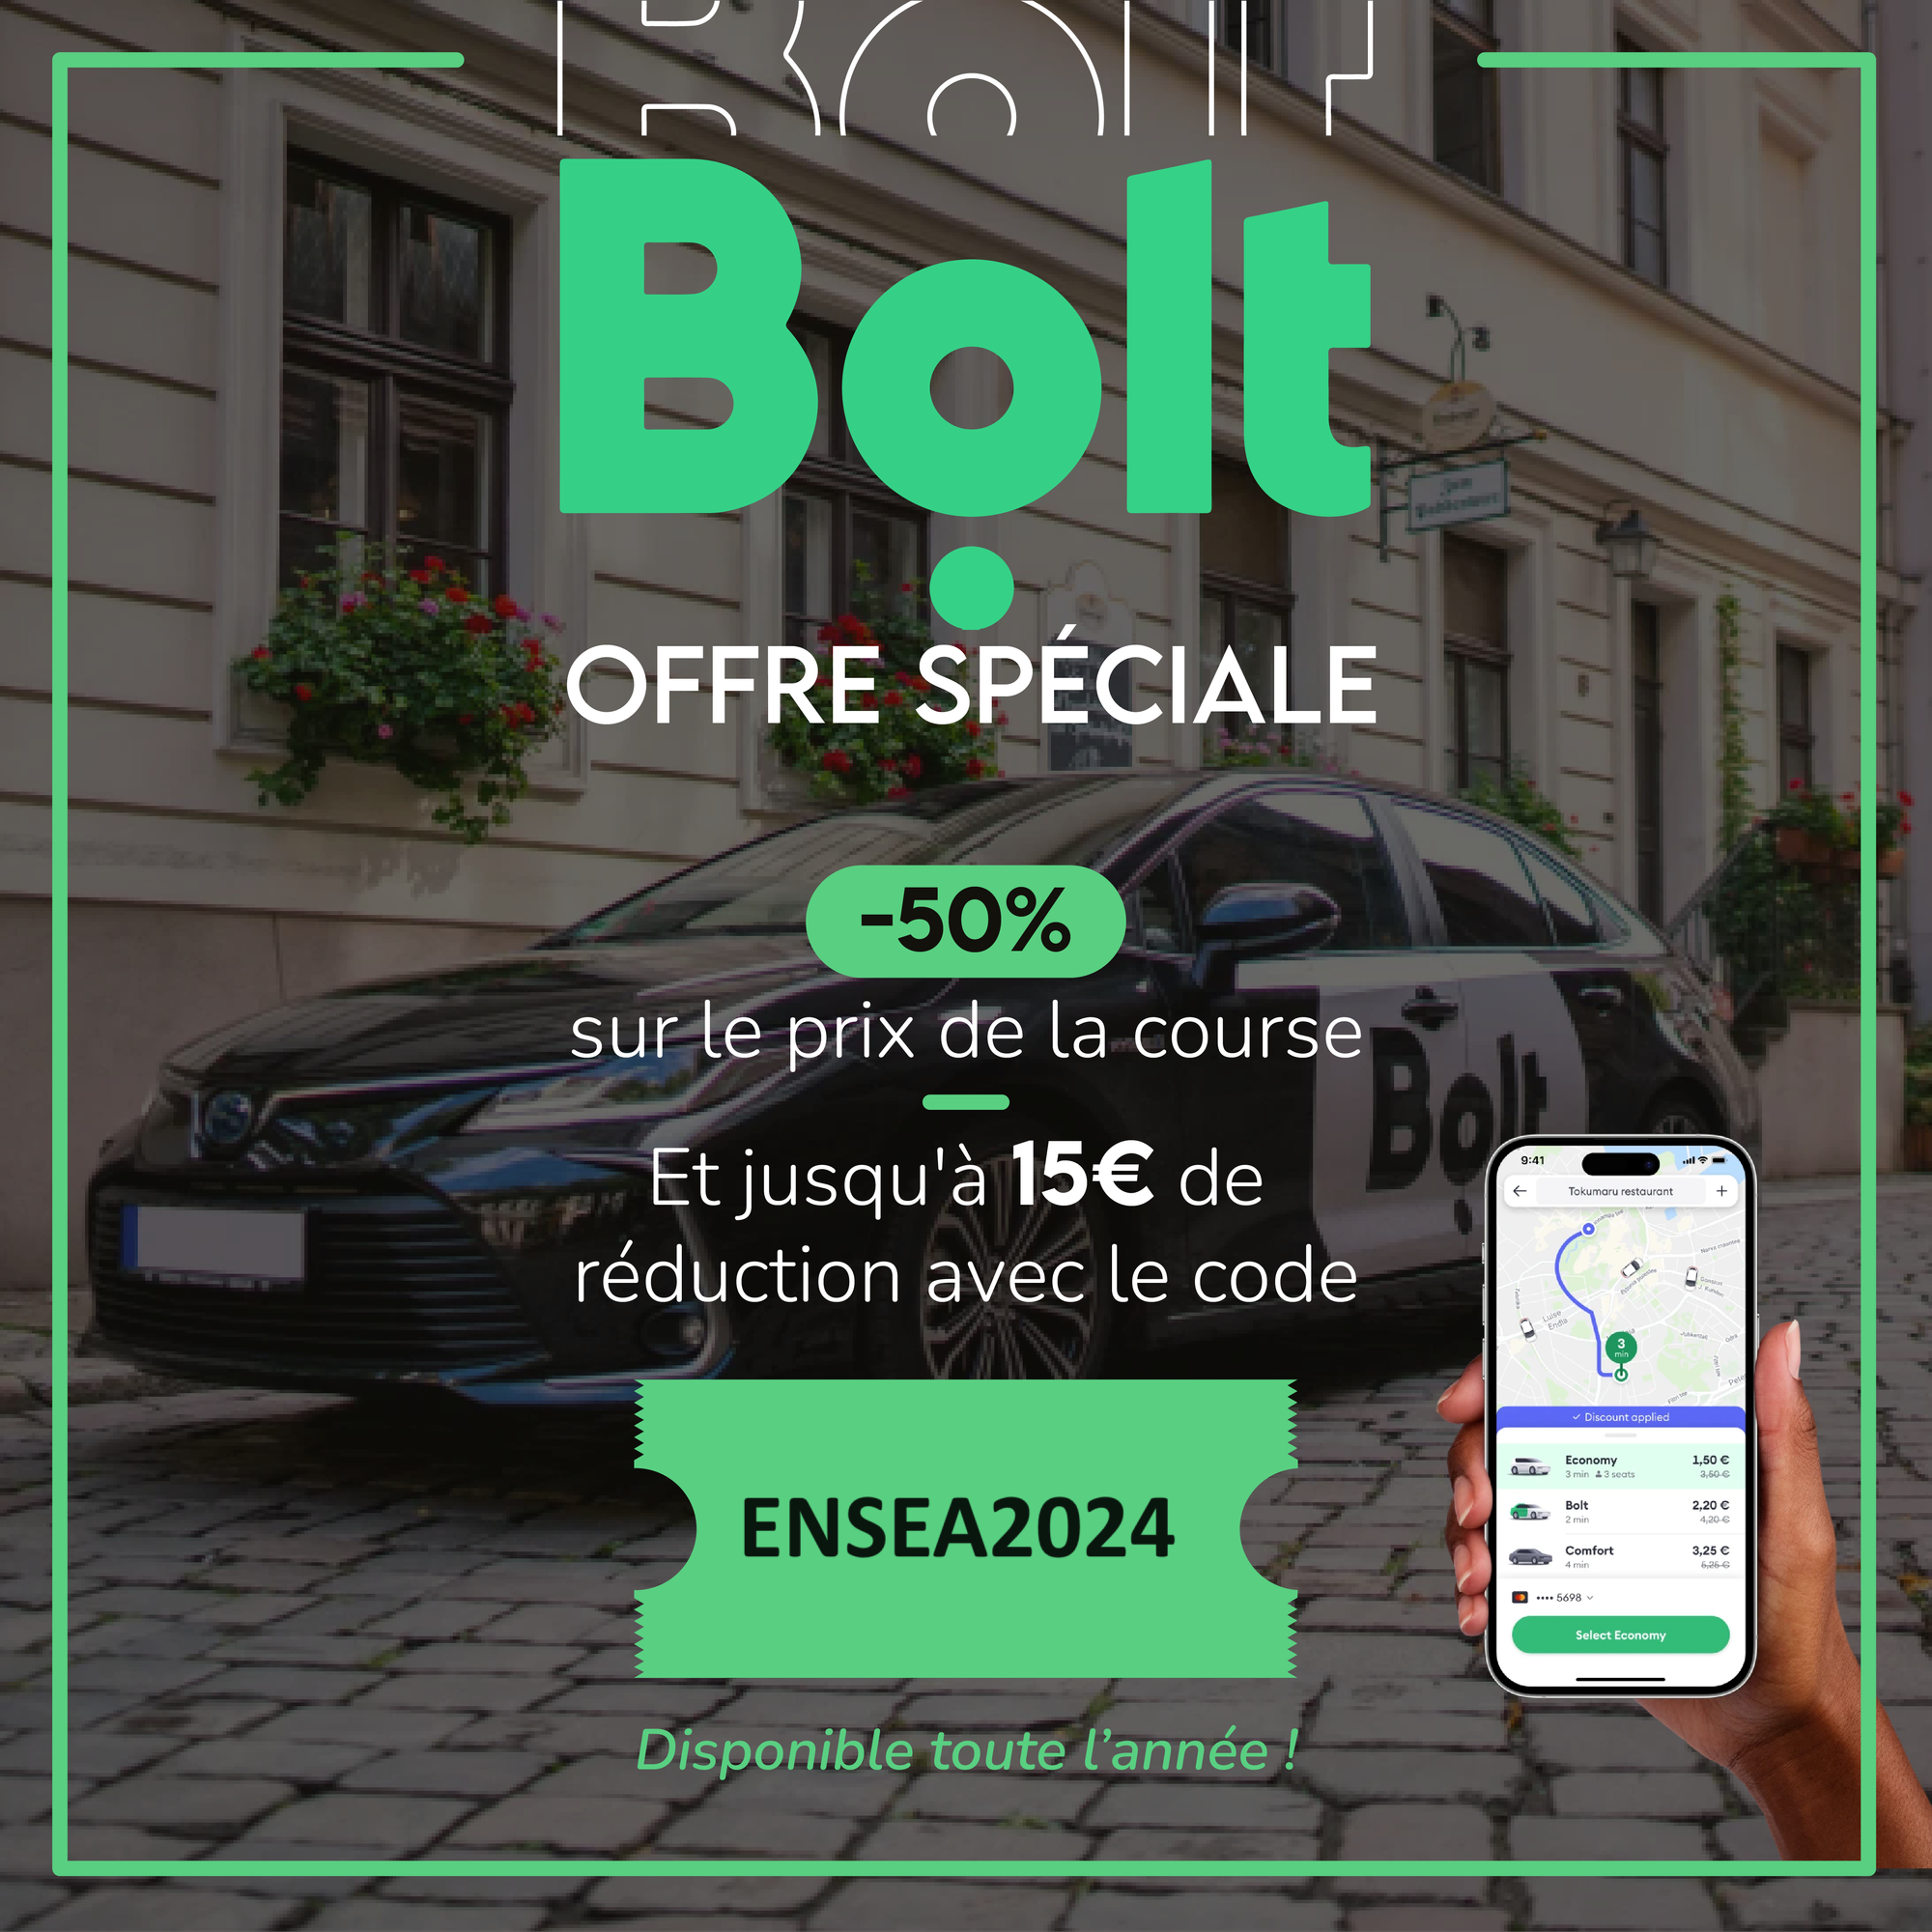 Bolt
OFFRE SPÉCIALE
-50%
sur le prix de la course
Et jusqu'à 15€ de
réduction avec le code
ENSEA2024
Disponible toute l’année !
Bolt
9:41
Tokumaru restaurant
3
min
Discount applied
Economy 1,50 €
3 min 3 seats 3,50 €
Bolt 2,20 €
2 min 4,20 €
Comfort 3,25 €
4 min 5,25 €
•••• 5698
Select Economy